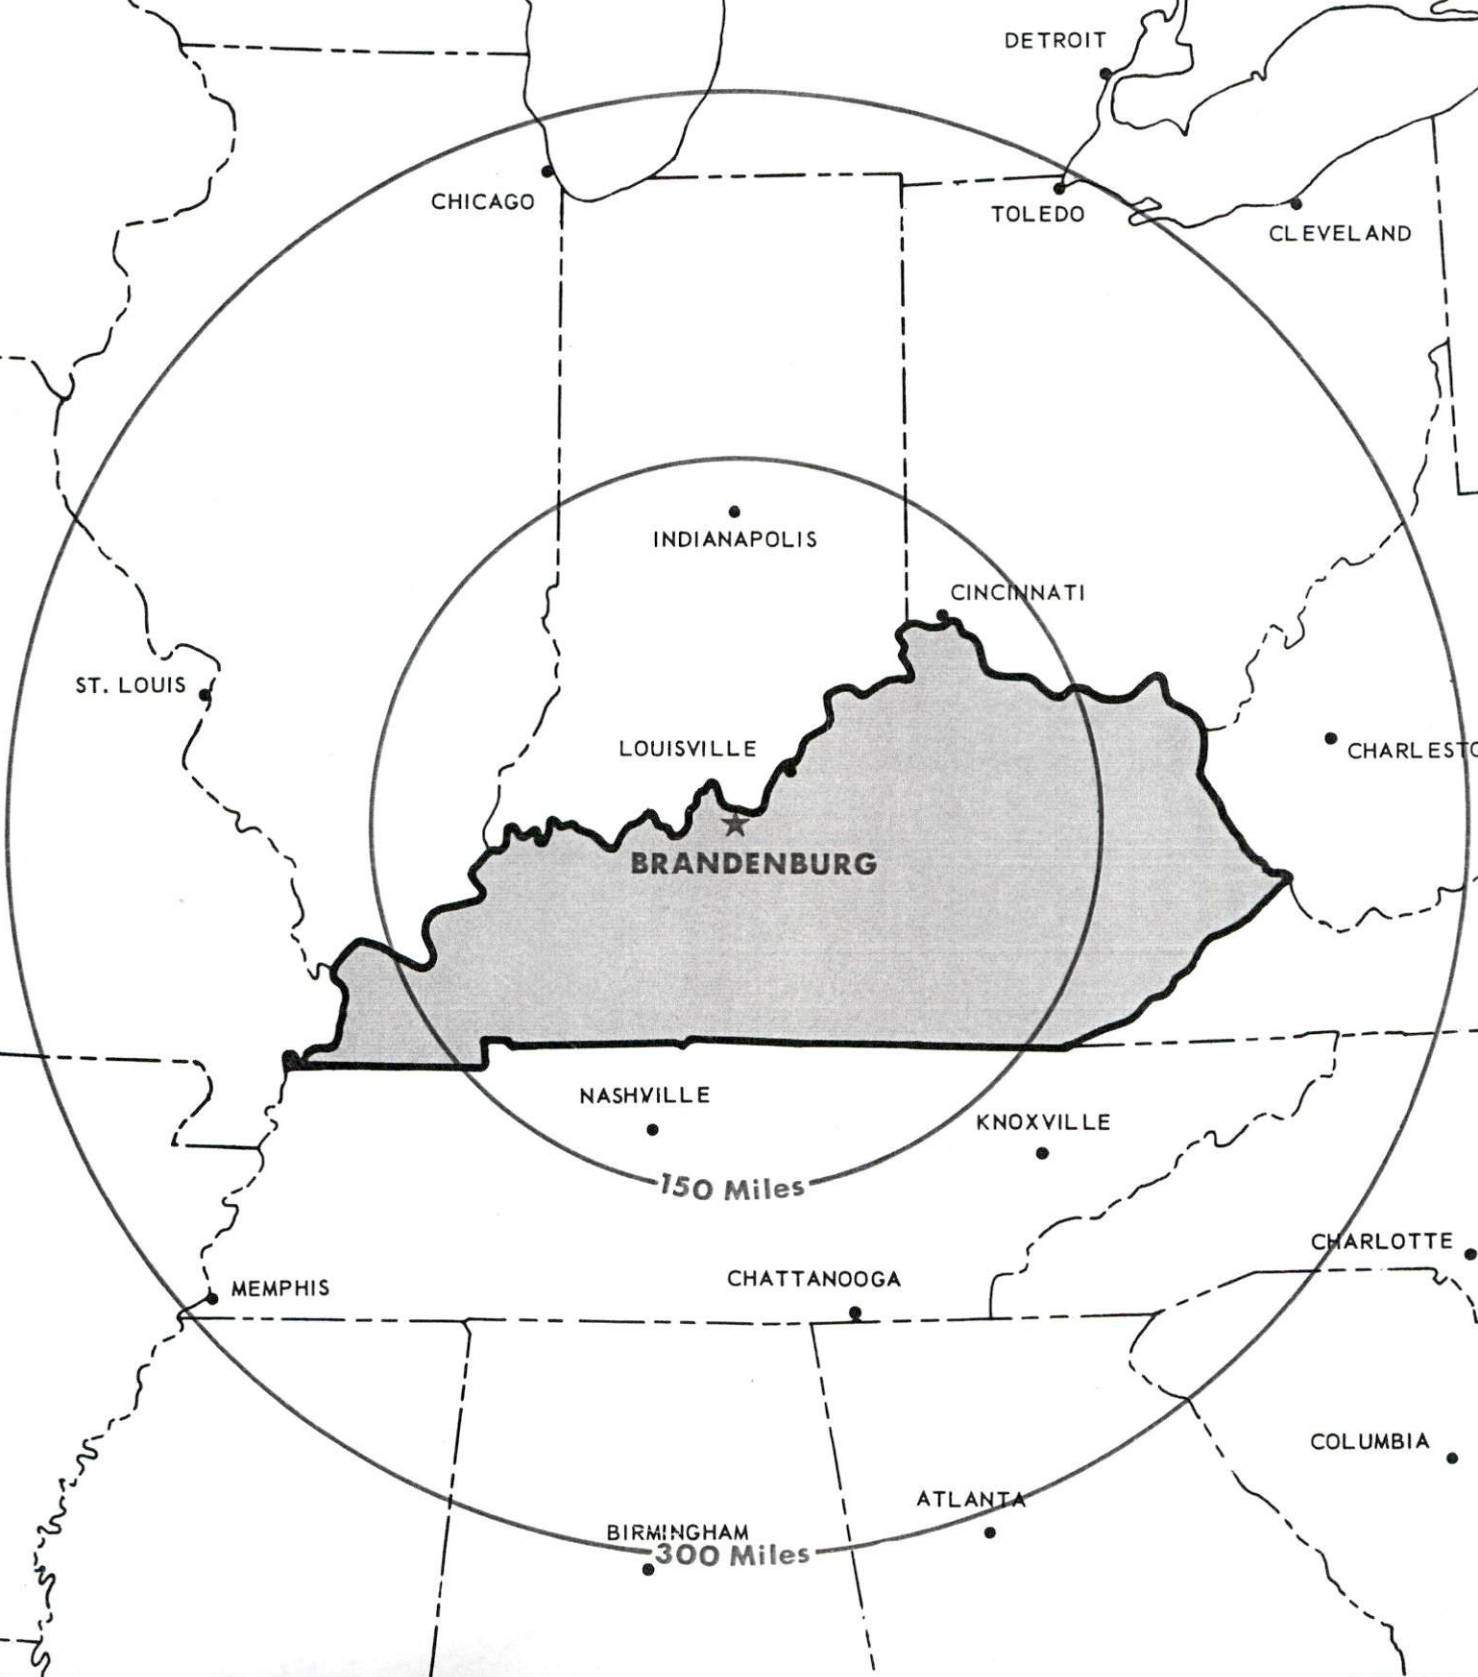 DETROIT
CHICAGO
TOLEDO
CLEVELAND
INDIANAPOLIS
CINCINNATI
ST. LOUIS
LOUISVILLE
CHARLESTO
BRANDENBURG
NASHVILLE
KNOXVILLE
150 Miles
CHARLOTTE
MEMPHIS
CHATTANOOGA
COLUMBIA
ATLANTA
BIRMINGHAM
300 Miles